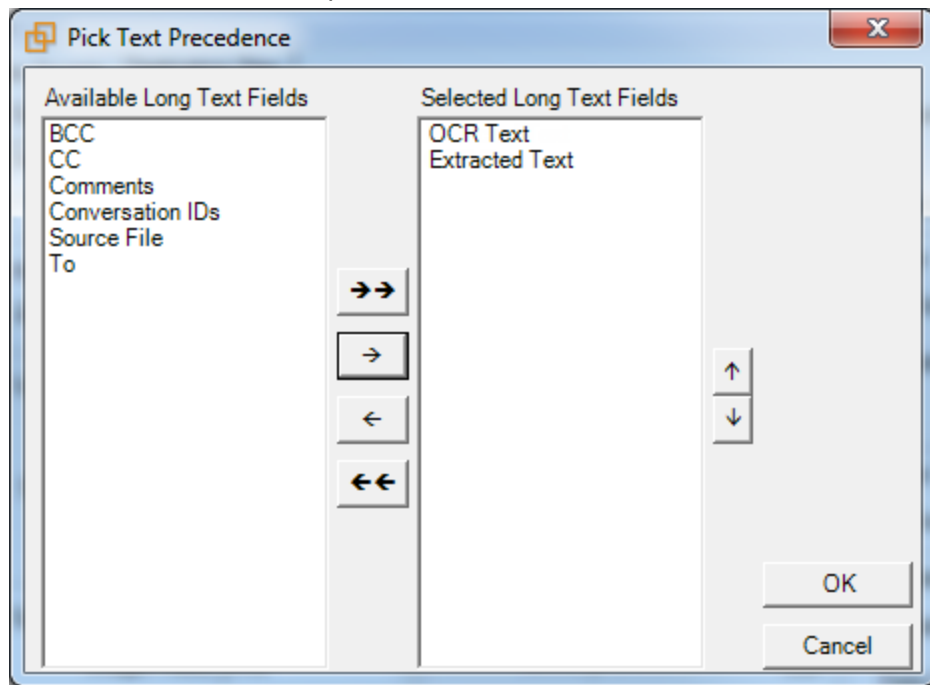 Pick Text Precedence
Available Long Text Fields
BCC
CC
Comments
Conversation IDs
Source File
To
Selected Long Text Fields
OCR Text
Extracted Text
OK
Cancel